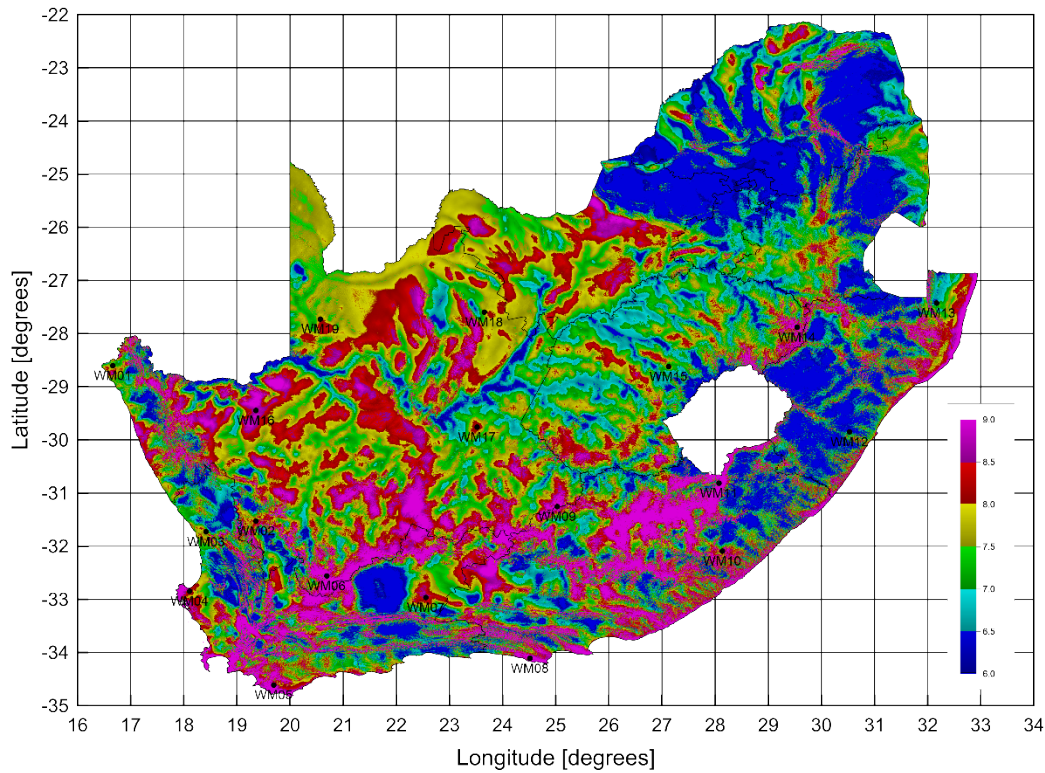 -22
-23
-24
-25
-26
-27
-28
-29
-30
-31
-32
-33
-34
-35
Latitude [degrees]
WM19
WM18
WM13
WM14
WM01
WM15
WM16
WM17
WM12
WM11
WM09
WM02
WM03
WM10
WM06
WM04
WM07
WM08
WM05
9.0
8.5
8.0
7.5
7.0
6.5
6.0
16 17 18 19 20 21 22 23 24 25 26 27 28 29 30 31 32 33 34
Longitude [degrees]